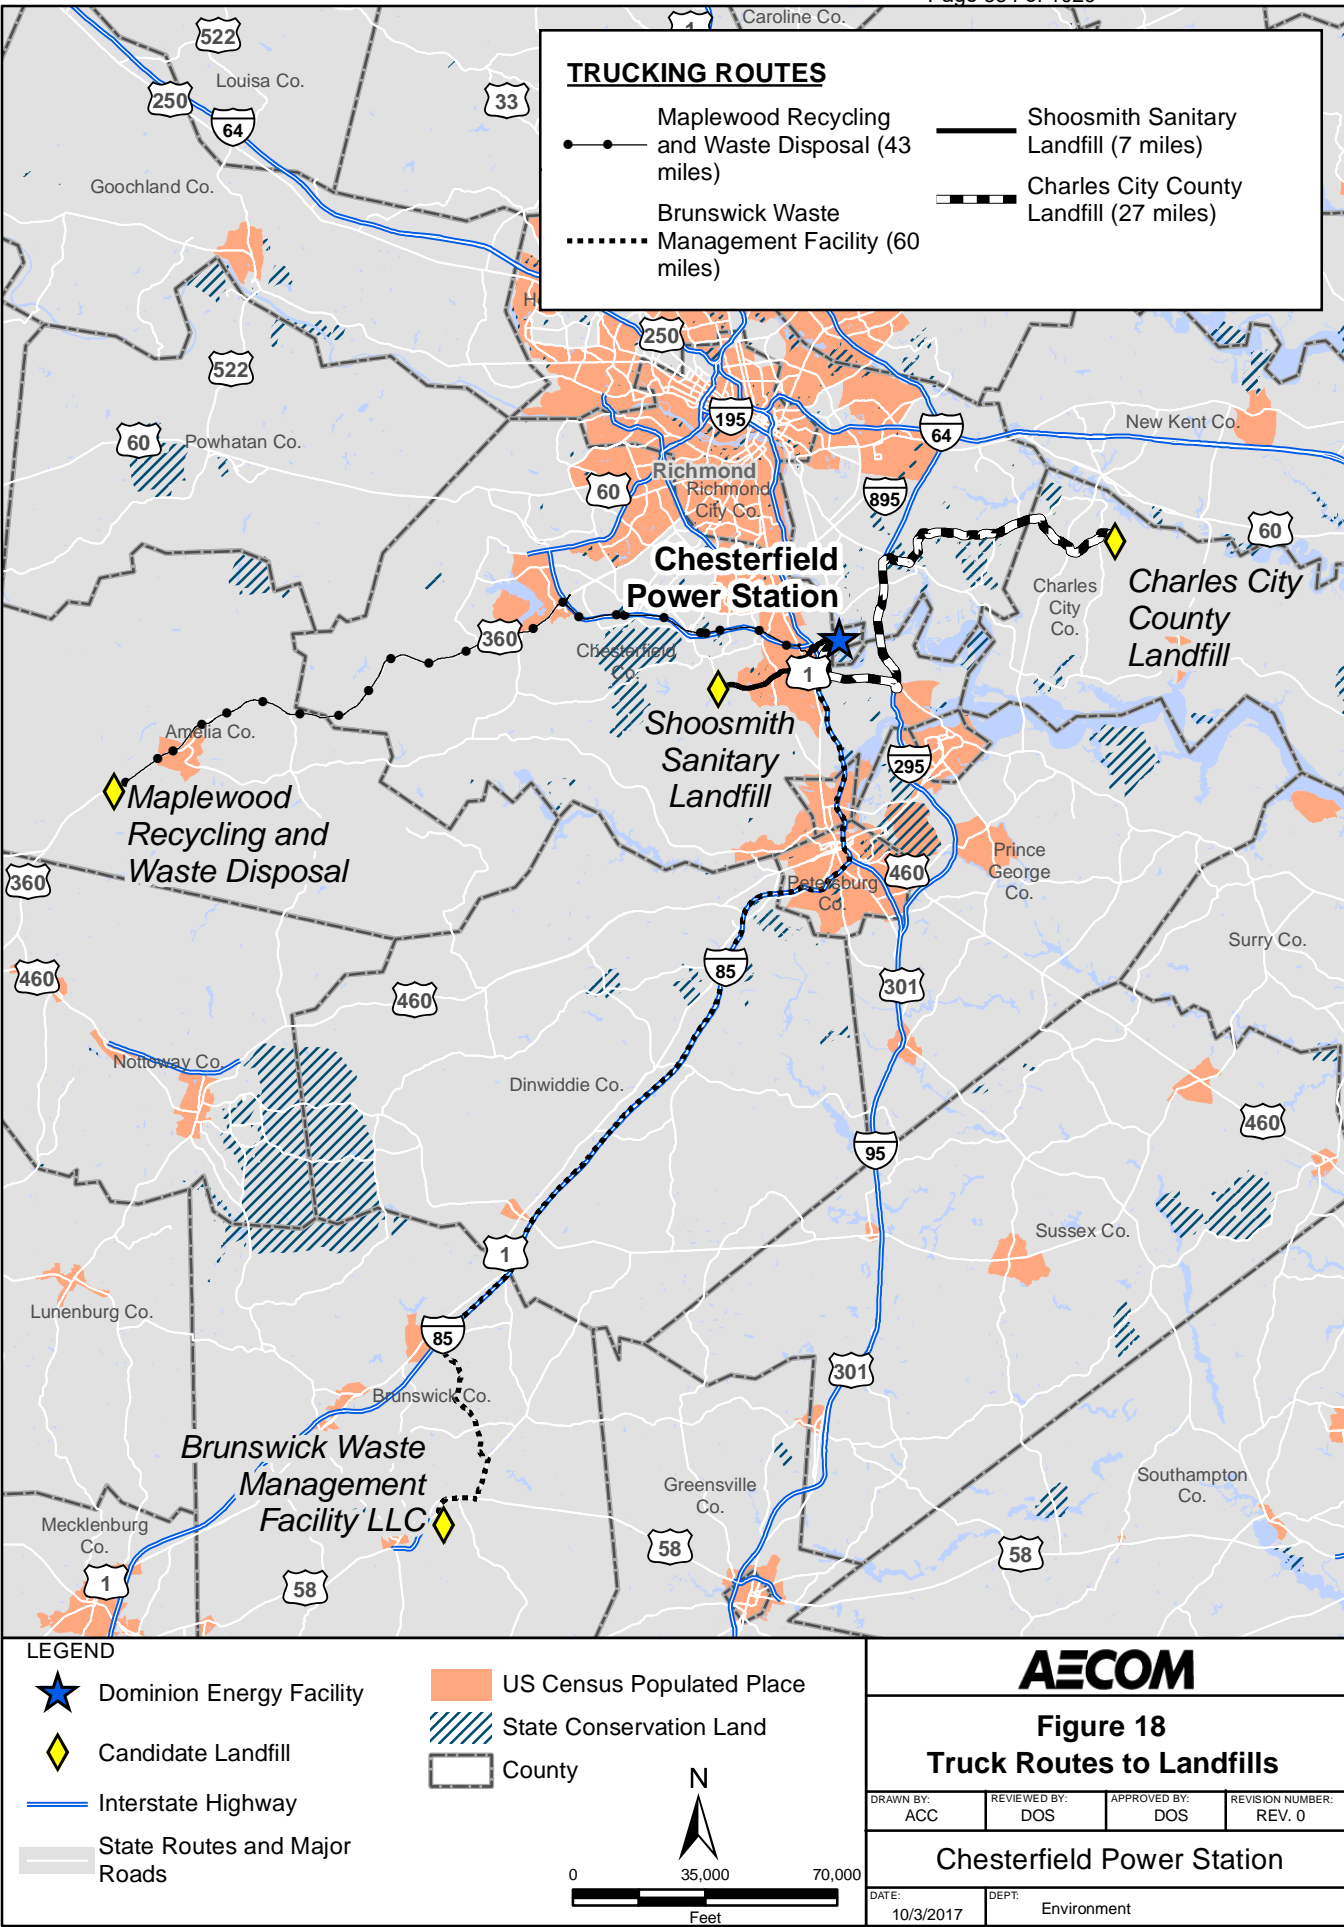 Caroline Co.
1
522
Louisa Co.
250
64
33
Goochland Co.
TRUCKING ROUTES
Maplewood Recycling
and Waste Disposal (43
miles)
Brunswick Waste
Management Facility (60
miles)
Shoosmith Sanitary
Landfill (7 miles)
Charles City County
Landfill (27 miles)
250
522
60
Powhatan Co.
195
64
New Kent Co.
Richmond
Richmond
City Co.
60
895
60
Chesterfield
Power Station
Charles
City
Co.
Charles City
County
Landfill
360
Chesterfield
Co.
1
Shoosmith
Sanitary
Landfill
Amelia Co.
295
Maplewood
Recycling and
Waste Disposal
360
Prince
George
Co.
460
Petersburg
Co.
Surry Co.
85
460
460
301
Nottoway Co.
Dinwiddie Co.
460
95
Sussex Co.
1
Lunenburg Co.
85
301
Brunswick Co.
Brunswick Waste
Management
Facility LLC
Greensville
Co.
Southampton
Co.
Mecklenburg
Co.
58
58
1
58
LEGEND
Dominion Energy Facility
Candidate Landfill
Interstate Highway
State Routes and Major
Roads
US Census Populated Place
State Conservation Land
County
N
0 35,000 70,000
Feet
AECOM
Figure 18
Truck Routes to Landfills
DRAWN BY: REVIEWED BY: APPROVED BY: REVISION NUMBER:
ACC DOS DOS REV. 0
Chesterfield Power Station
DATE: DEPT:
10/3/2017 Environment